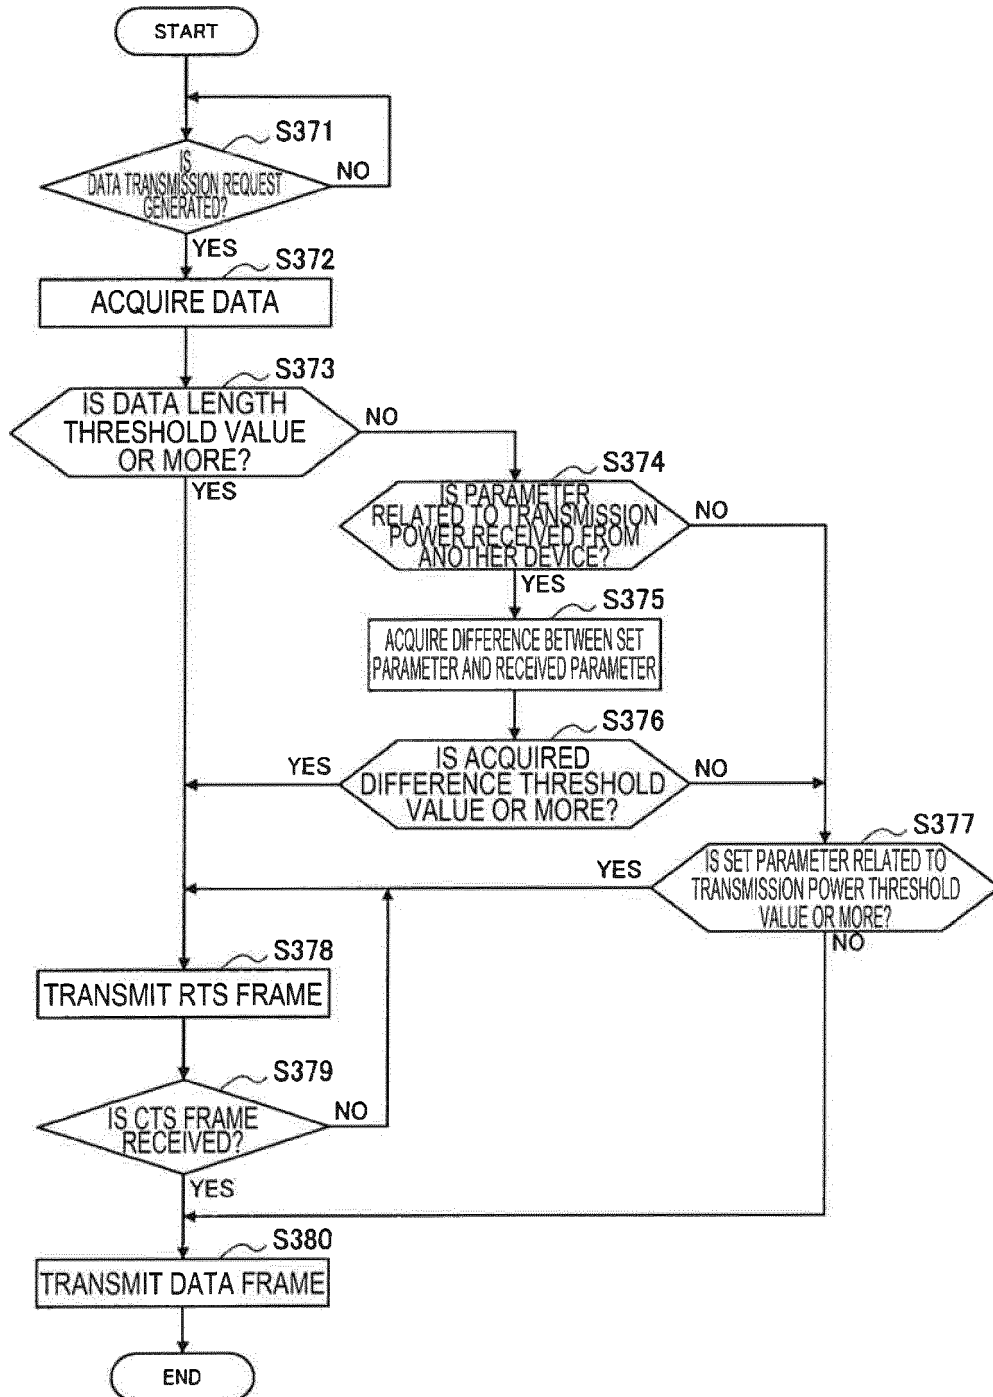 START
S371
IS
DATA TRANSMISSION REQUEST
GENERATED?
NO
YES
S372
ACQUIRE DATA
S373
IS DATA LENGTH
THRESHOLD VALUE
OR MORE?
NO
YES
S374
IS PARAMETER
RELATED TO TRANSMISSION
POWER RECEIVED FROM
ANOTHER DEVICE?
NO
YES
S375
ACQUIRE DIFFERENCE BETWEEN SET
PARAMETER AND RECEIVED PARAMETER
S376
IS ACQUIRED
DIFFERENCE THRESHOLD
VALUE OR MORE?
YES
NO
S377
IS SET PARAMETER RELATED TO
TRANSMISSION POWER THRESHOLD
VALUE OR MORE?
YES
NO
S378
TRANSMIT RTS FRAME
S379
IS CTS FRAME
RECEIVED?
NO
YES
S380
TRANSMIT DATA FRAME
END